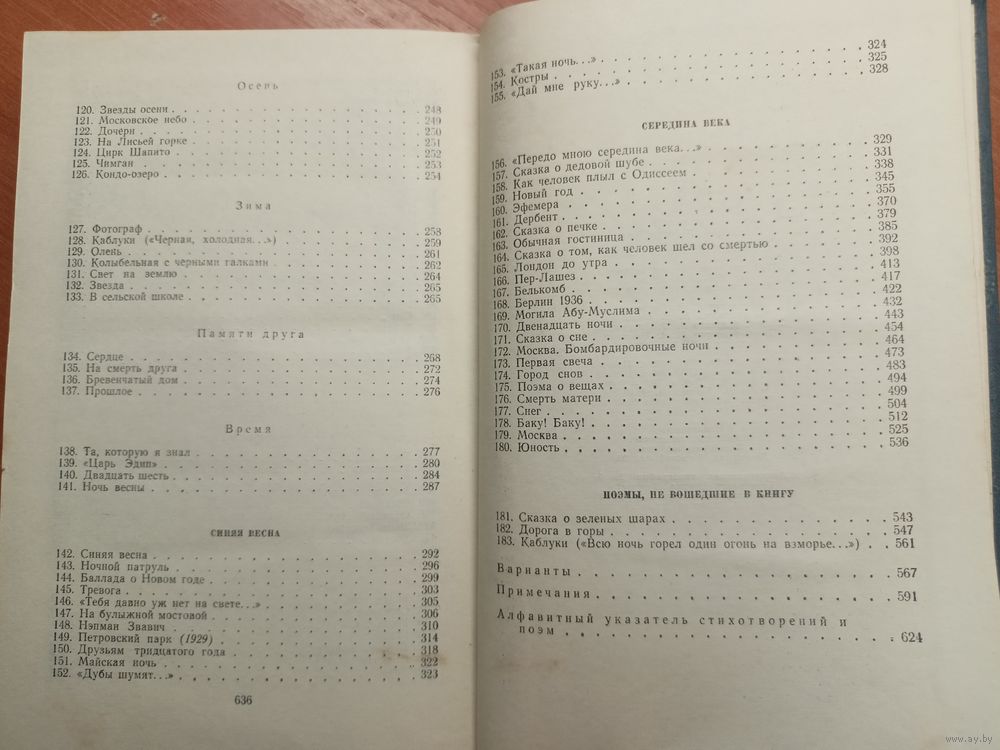 Осень
120. Звезды осени . . . . . . . . . . . . 248
121. Московское небо . . . . . . . . . . . . 249
122. Дочери . . . . . . . . . . . . 250
123. На Лисьей горке . . . . . . . . . . . . 251
124. Цирк Шапито . . . . . . . . . . . . 252
125. Чимган . . . . . . . . . . . . 253
126. Кондо-озеро . . . . . . . . . . . . 254
Зима
127. Фотограф . . . . . . . . . . . . 258
128. Каблуки («Черная, холодная...») . . . . . . . . 259
129. Олень . . . . . . . . . . . . 261
130. Колыбельная с черными галками . . . . . . . . 262
131. Свет на землю . . . . . . . . . . . . 264
132. Звезда . . . . . . . . . . . . 265
133. В сельской школе . . . . . . . . . . . . 265
Памяти друга
134. Сердце . . . . . . . . . . . . 268
135. На смерть друга . . . . . . . . . . . . 272
136. Бревенчатый дом . . . . . . . . . . . . 274
137. Прошлое . . . . . . . . . . . . 276
Время
138. Та, которую я знал . . . . . . . . . . . . 277
139. «Царь Эдип» . . . . . . . . . . . . 280
140. Двадцать шесть . . . . . . . . . . . . 284
141. Ночь весны . . . . . . . . . . . . 287
СИНЯЯ ВЕСНА
142. Синяя весна . . . . . . . . . . . . 292
143. Ночной патруль . . . . . . . . . . . . 296
144. Баллада о Новом годе . . . . . . . . . . . . 299
145. Тревога . . . . . . . . . . . . 303
146. «Тебя давно уж нет на свете...» . . . . . . . . 305
147. На булыжной мостовой . . . . . . . . . . . . 306
148. Нэпман Звавич . . . . . . . . . . . . 310
149. Петровский парк (1929) . . . . . . . . . . . . 314
150. Друзьям тридцатого года . . . . . . . . . . . . 318
151. Майская ночь . . . . . . . . . . . . 322
152. «Дубы шумят...» . . . . . . . . . . . . 323
636
153. «Такая ночь...» . . . . . . . . . . . . 324
154. Костры . . . . . . . . . . . . 325
155. «Дай мне руку...» . . . . . . . . . . . . 328
СЕРЕДИНА ВЕКА
156. «Передо мною середина века...» . . . . . . . . 329
157. Сказка о дедовой шубе . . . . . . . . . . . . 331
158. Как человек плыл с Одиссеем . . . . . . . . 338
159. Новый год . . . . . . . . . . . . 345
160. Эфемера . . . . . . . . . . . . 355
161. Дербент . . . . . . . . . . . . 370
162. Сказка о печке . . . . . . . . . . . . 379
163. Обычная гостиница . . . . . . . . . . . . 385
164. Сказка о том, как человек шел со смертью . . . . 392
165. Лондон до утра . . . . . . . . . . . . 398
166. Пер-Лашез . . . . . . . . . . . . 413
167. Белькомб . . . . . . . . . . . . 417
168. Берлин 1936 . . . . . . . . . . . . 422
169. Могила Абу-Муслима . . . . . . . . . . . . 432
170. Двенадцать ночи . . . . . . . . . . . . 443
171. Сказка о сне . . . . . . . . . . . . 454
172. Москва. Бомбардировочные ночи . . . . . . . . 464
173. Первая свеча . . . . . . . . . . . . 473
174. Город снов . . . . . . . . . . . . 483
175. Поэма о вещах . . . . . . . . . . . . 494
176. Смерть матери . . . . . . . . . . . . 499
177. Снег . . . . . . . . . . . . 504
178. Баку! Баку! . . . . . . . . . . . . 512
179. Москва . . . . . . . . . . . . 525
180. Юность . . . . . . . . . . . . 536
ПОЭМЫ, НЕ ВОШЕДШИЕ В КНИГУ
181. Сказка о зеленых шарах . . . . . . . . . . . . 543
182. Дорога в горы . . . . . . . . . . . . 547
183. Каблуки («Всю ночь горел один огонь на взморье...») . . 561
Варианты . . . . . . . . . . . . 567
Примечания . . . . . . . . . . . . 591
Алфавитный указатель стихотворений и
поэм . . . . . . . . . . . . 624
www.ay.by